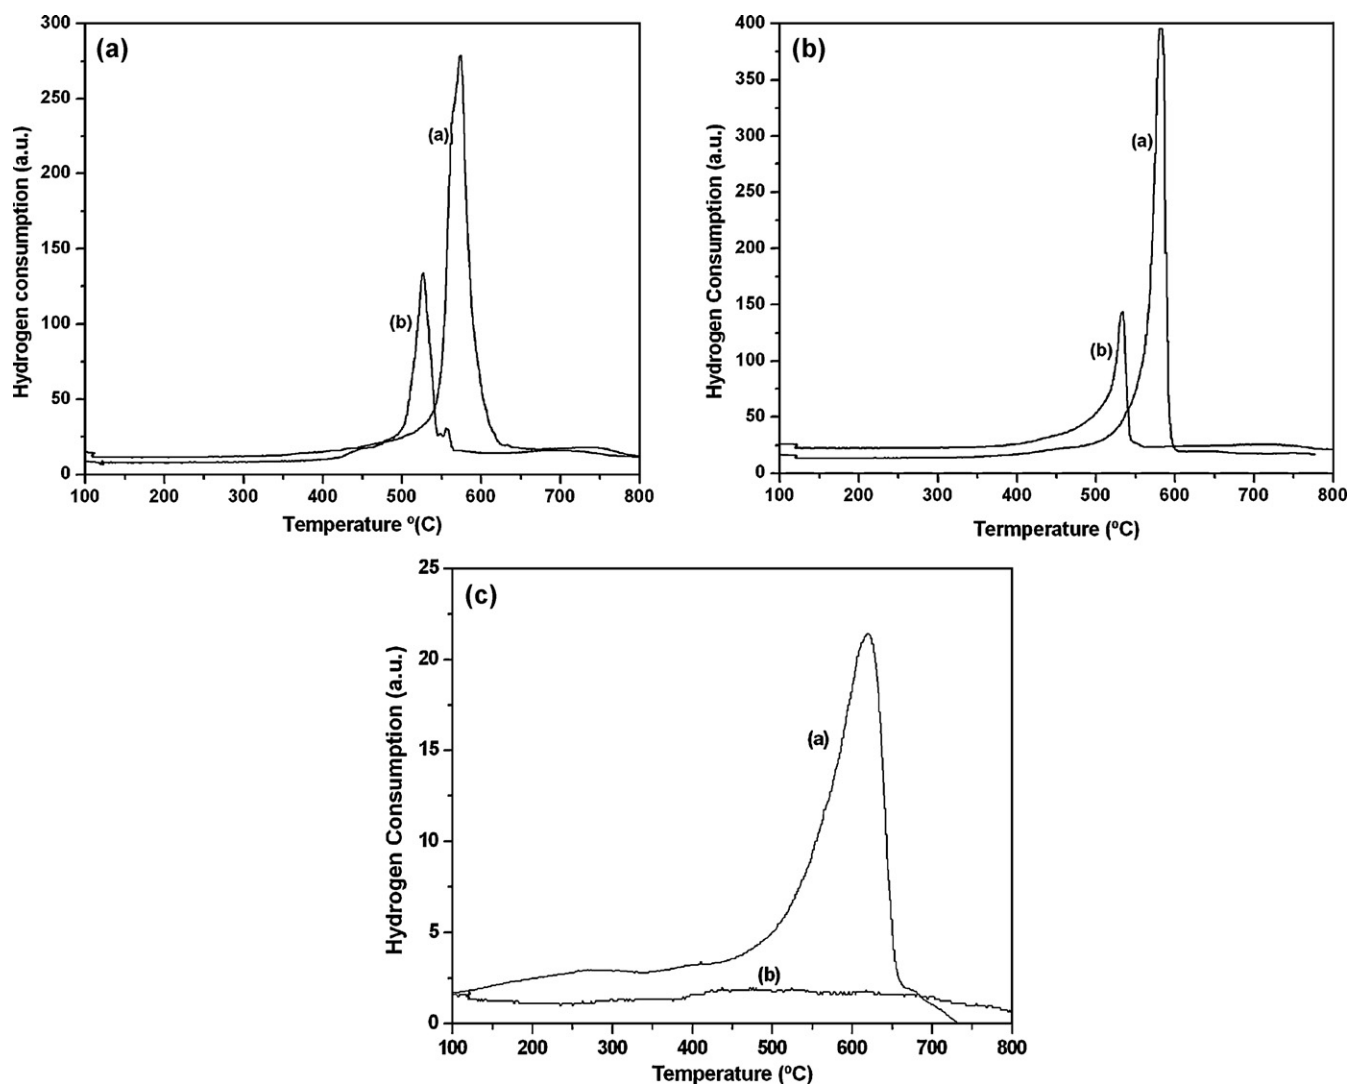 (a)
Hydrogen consumption (a.u.)
300
250
200
150
100
50
0
(a)
(b)
100 200 300 400 500 600 700 800
Temperature º(C)
(b)
Hydrogen Consumption (a.u.)
400
350
300
250
200
150
100
50
0
(a)
(b)
100 200 300 400 500 600 700 800
Termperature (ºC)
(c)
Hydrogen Consumption (a.u.)
25
20
15
10
5
0
(a)
(b)
100 200 300 400 500 600 700 800
Temperature (ºC)